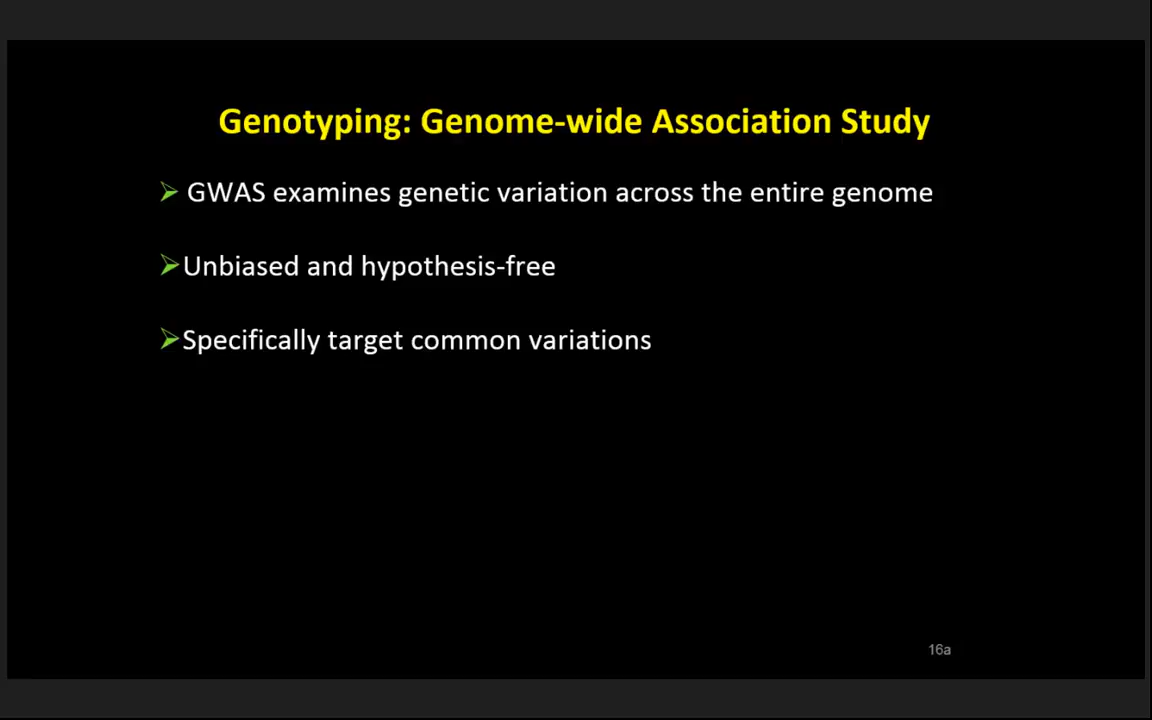 Genotyping: Genome-wide Association Study
GWAS examines genetic variation across the entire genome
Unbiased and hypothesis-free
Specifically target common variations
16a